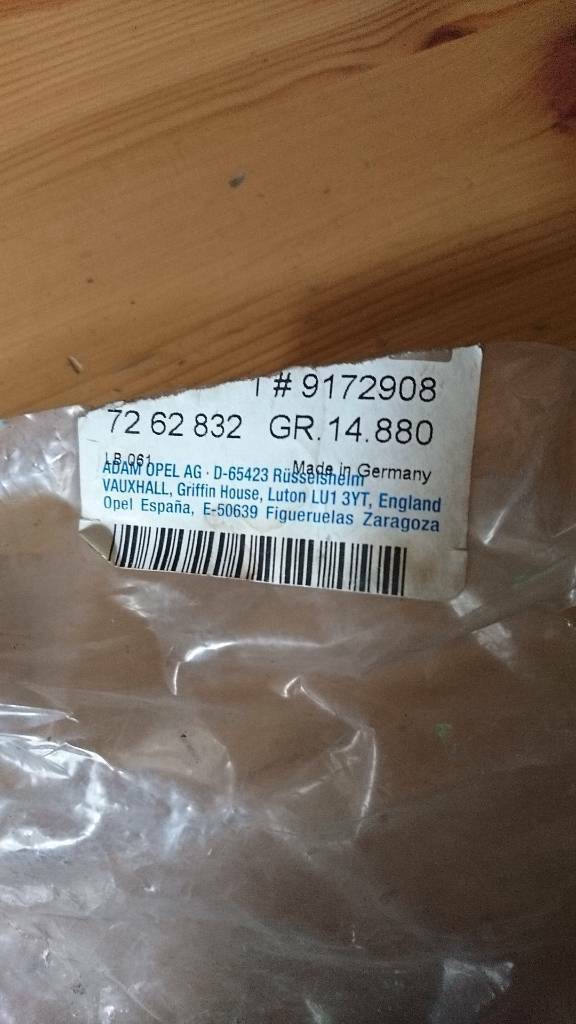 # 9172908
72 62 832 GR.14.880
LB 061 Made in Germany
ADAM OPEL AG · D-65423 Rüsselsheim
VAUXHALL, Griffin House, Luton LU1 3YT, England
Opel España, E-50639 Figueruelas Zaragoza